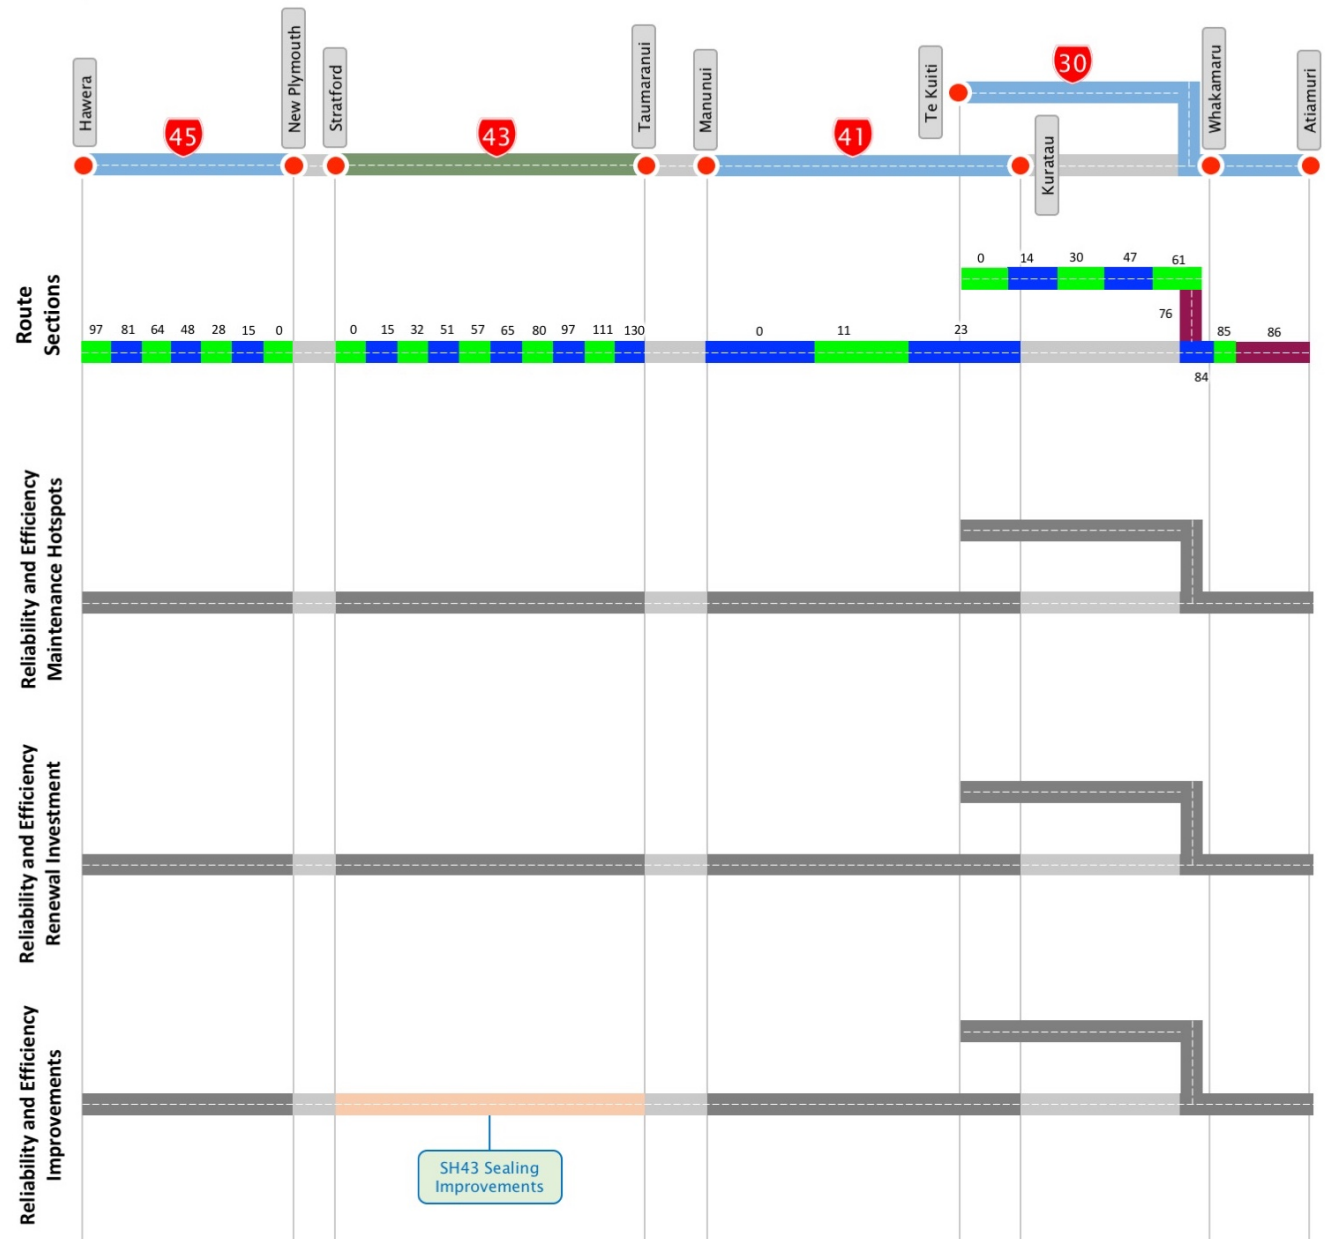 Hawera
New Plymouth
Stratford
Taumaranui
Manunui
Te Kuiti
Kuratau
Whakamaru
Atiamuri
45
43
41
30
Route
Sections
0 14 30 47 61
76
97 81 64 48 28 15 0
0 15 32 51 57 65 80 97 111 130
0 11 23
85 86
84
Reliability and Efficiency
Maintenance Hotspots
Reliability and Efficiency
Renewal Investment
Reliability and Efficiency
Improvements
SH43 Sealing
Improvements